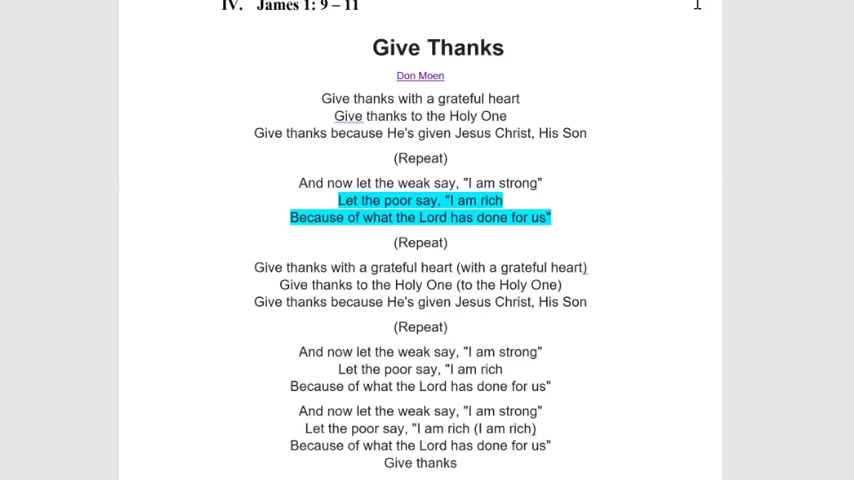 IV. James 1: 9 – 11
Give Thanks
Don Moen
Give thanks with a grateful heart
Give thanks to the Holy One
Give thanks because He's given Jesus Christ, His Son
(Repeat)
And now let the weak say, "I am strong"
Let the poor say, "I am rich
Because of what the Lord has done for us"
(Repeat)
Give thanks with a grateful heart (with a grateful heart)
Give thanks to the Holy One (to the Holy One)
Give thanks because He's given Jesus Christ, His Son
(Repeat)
And now let the weak say, "I am strong"
Let the poor say, "I am rich
Because of what the Lord has done for us"
And now let the weak say, "I am strong"
Let the poor say, "I am rich (I am rich)
Because of what the Lord has done for us"
Give thanks